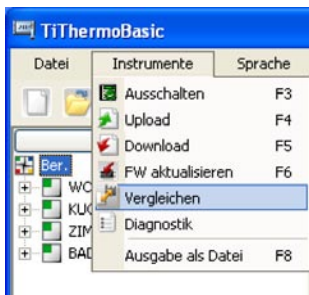 TiThermoBasic
Datei Instrumente Sprache
Ausschalten F3
Upload F4
Download F5
FW aktualisieren F6
Vergleichen
Diagnostik
Ausgabe als Datei F8
Ber.
WO
KUC
ZIM
BAD